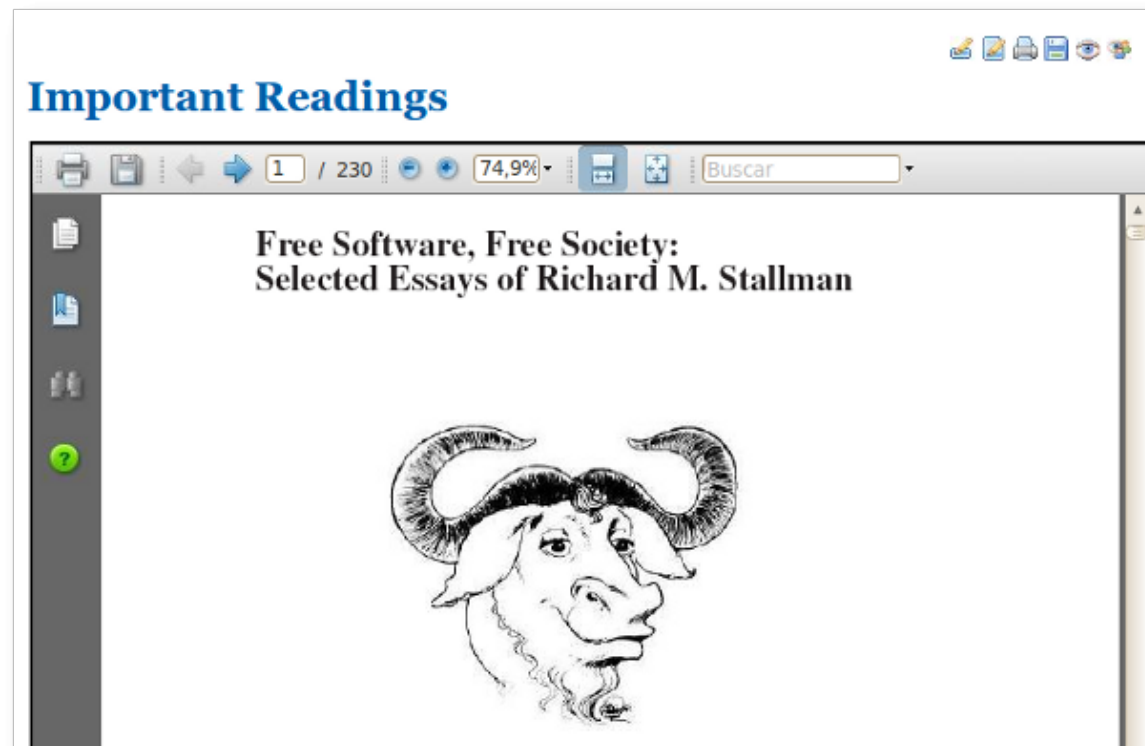 Important Readings
1 / 230 74,9% Buscar
Free Software, Free Society:
Selected Essays of Richard M. Stallman
?